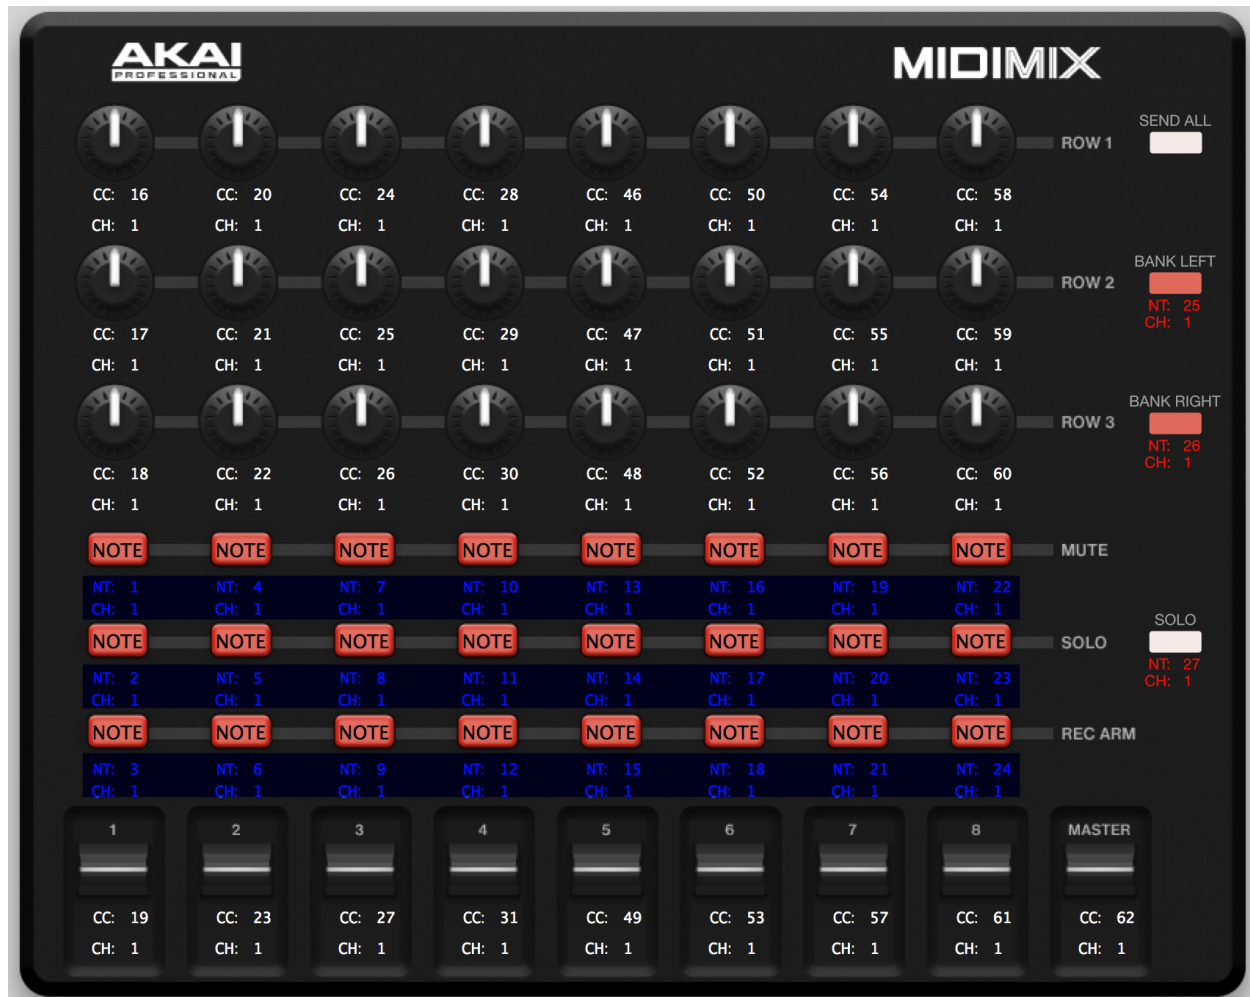 AKAI
PROFESSIONAL
MIDIMIX
SEND ALL
ROW 1
CC: 16 CC: 20 CC: 24 CC: 28 CC: 46 CC: 50 CC: 54 CC: 58
CH: 1 CH: 1 CH: 1 CH: 1 CH: 1 CH: 1 CH: 1 CH: 1
BANK LEFT
ROW 2
NT: 25
CH: 1
CC: 17 CC: 21 CC: 25 CC: 29 CC: 47 CC: 51 CC: 55 CC: 59
CH: 1 CH: 1 CH: 1 CH: 1 CH: 1 CH: 1 CH: 1 CH: 1
BANK RIGHT
ROW 3
NT: 26
CH: 1
CC: 18 CC: 22 CC: 26 CC: 30 CC: 48 CC: 52 CC: 56 CC: 60
CH: 1 CH: 1 CH: 1 CH: 1 CH: 1 CH: 1 CH: 1 CH: 1
NOTE NOTE NOTE NOTE NOTE NOTE NOTE NOTE MUTE
NT: 1 NT: 4 NT: 7 NT: 10 NT: 13 NT: 16 NT: 19 NT: 22
CH: 1 CH: 1 CH: 1 CH: 1 CH: 1 CH: 1 CH: 1 CH: 1
SOLO
NOTE NOTE NOTE NOTE NOTE NOTE NOTE NOTE SOLO
NT: 27
CH: 1
NT: 2 NT: 5 NT: 8 NT: 11 NT: 14 NT: 17 NT: 20 NT: 23
CH: 1 CH: 1 CH: 1 CH: 1 CH: 1 CH: 1 CH: 1 CH: 1
NOTE NOTE NOTE NOTE NOTE NOTE NOTE NOTE REC ARM
NT: 3 NT: 6 NT: 9 NT: 12 NT: 15 NT: 18 NT: 21 NT: 24
CH: 1 CH: 1 CH: 1 CH: 1 CH: 1 CH: 1 CH: 1 CH: 1
1 2 3 4 5 6 7 8 MASTER
CC: 19 CC: 23 CC: 27 CC: 31 CC: 49 CC: 53 CC: 57 CC: 61 CC: 62
CH: 1 CH: 1 CH: 1 CH: 1 CH: 1 CH: 1 CH: 1 CH: 1 CH: 1